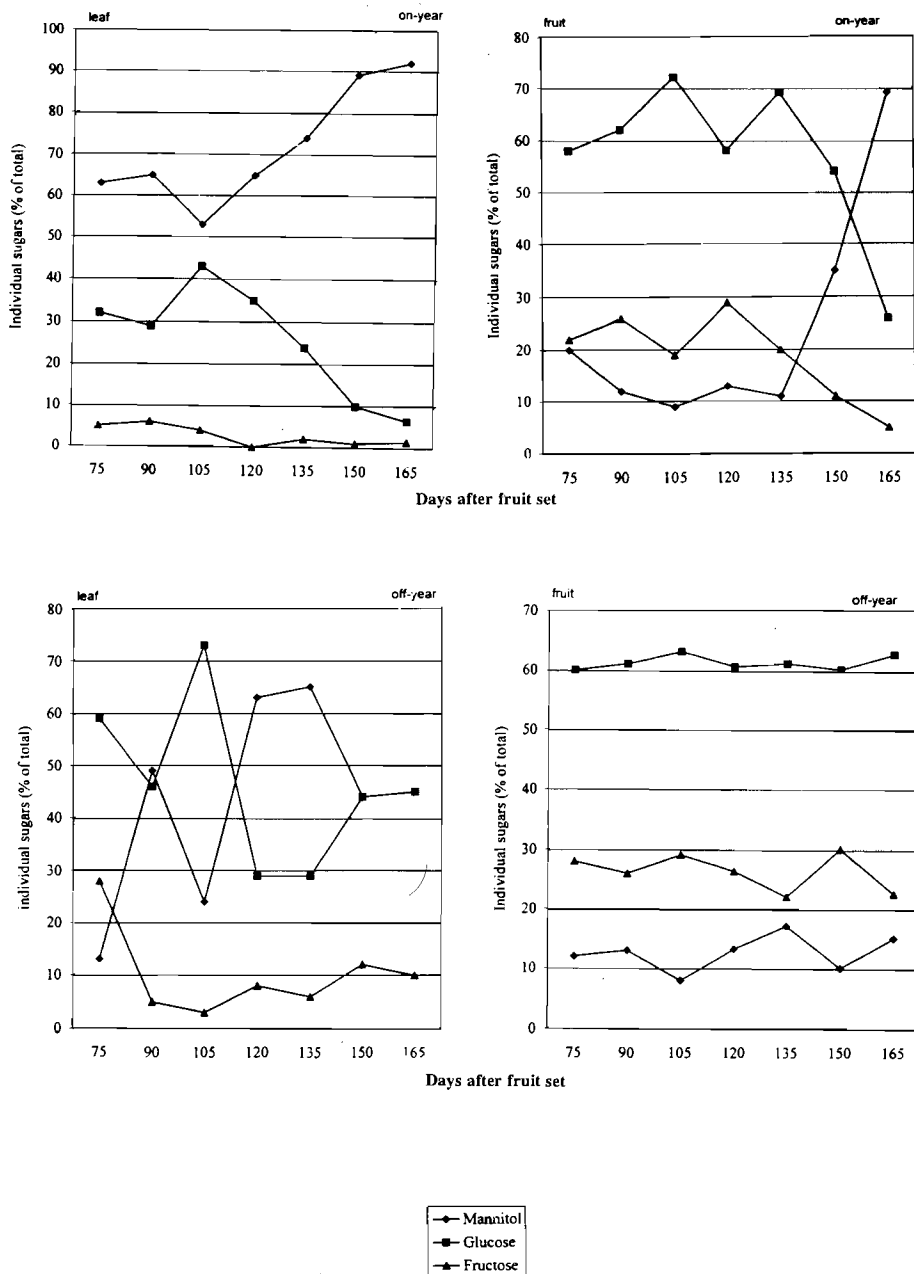 leaf on-year
100
90
80
70
60
50
40
30
20
10
0
Individual sugars (% of total)
75 90 105 120 135 150 165
fruit on-year
80
70
60
50
40
30
20
10
0
Individual sugars (% of total)
75 90 105 120 135 150 165
Days after fruit set
leaf off-year
80
70
60
50
40
30
20
10
0
individual sugars (% of total)
75 90 105 120 135 150 165
fruit off-year
70
60
50
40
30
20
10
0
Individual sugars (% of total)
75 90 105 120 135 150 165
Days after fruit set
Mannitol
Glucose
Fructose